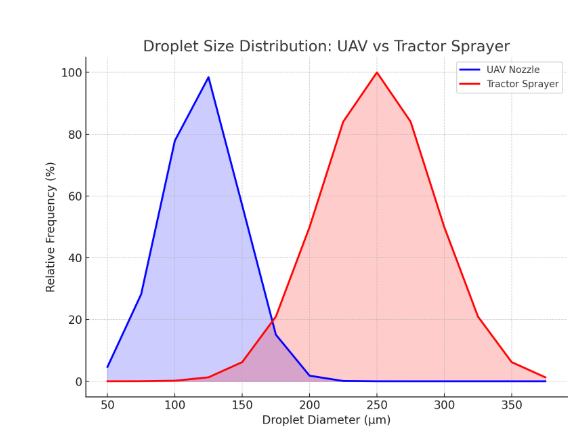 Droplet Size Distribution: UAV vs Tractor Sprayer
UAV Nozzle
Tractor Sprayer
Relative Frequency (%)
100
80
60
40
20
0
50 100 150 200 250 300 350
Droplet Diameter (μm)